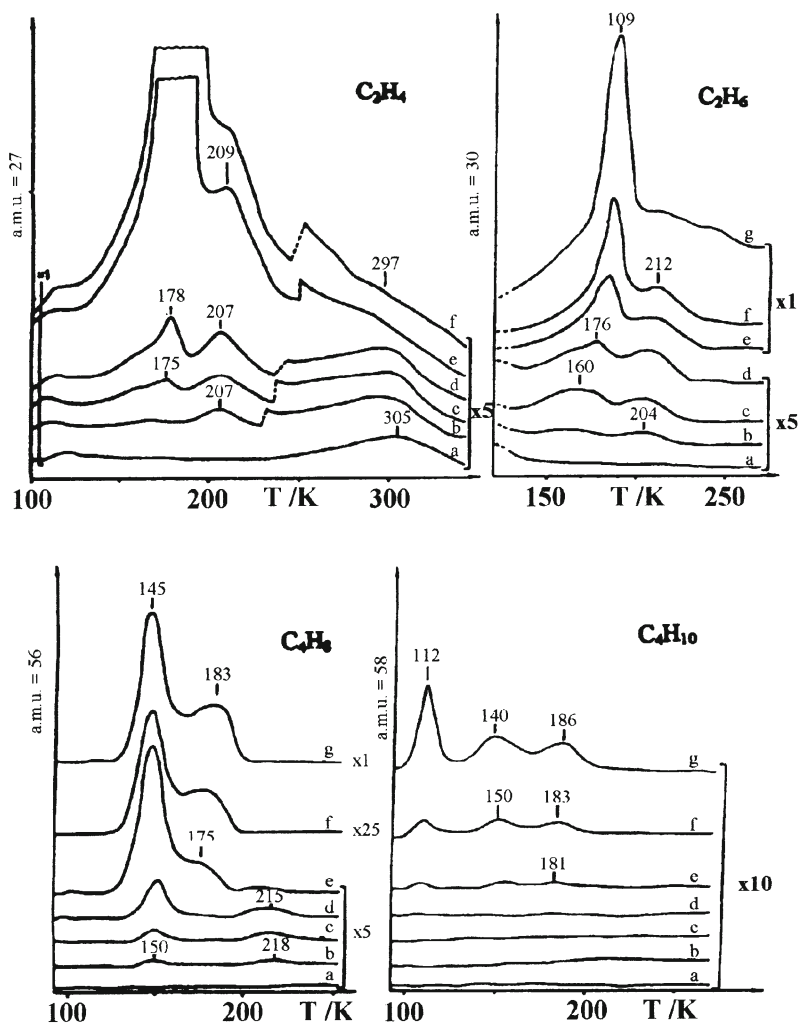 C₂H₄
a.m.u. = 27
209
297
178
207
175
207
305
f
e
d
c
b
a
x5
100
200
T /K
300
109
C₂H₆
a.m.u. = 30
g
212
x1
f
176
e
160
d
204
c
x5
b
a
150
T /K
250
145
C₄H₈
a.m.u. = 56
183
g
x1
f
x25
175
e
215
d
c
x5
150
218
b
a
100
200
T /K
C₄H₁₀
a.m.u. = 58
112
140
186
g
150
183
f
181
e
x10
d
c
b
a
100
200
T /K